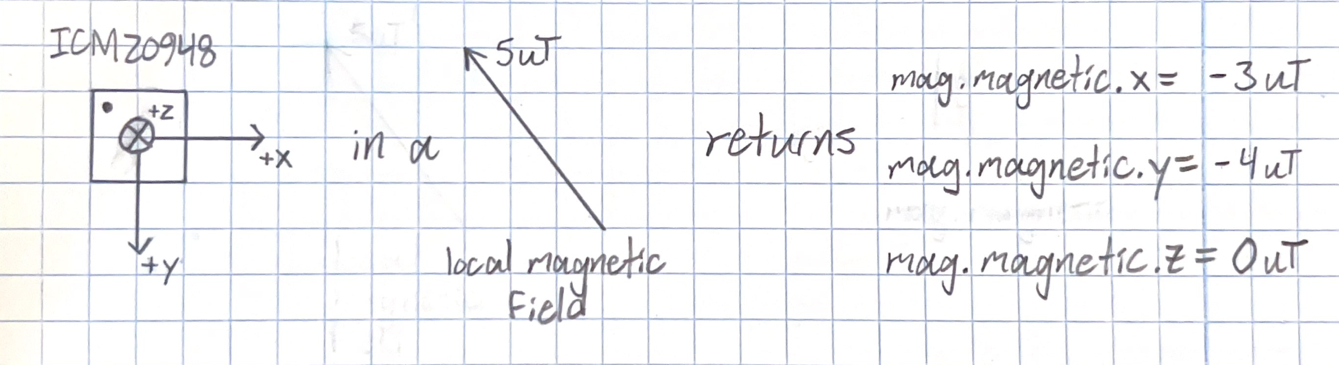 ICM20948
+Z
+X
+Y
in a
5uT
local magnetic
Field
returns
mag.magnetic.x= -3uT
mag.magnetic.y= -4uT
mag.magnetic.z= 0uT